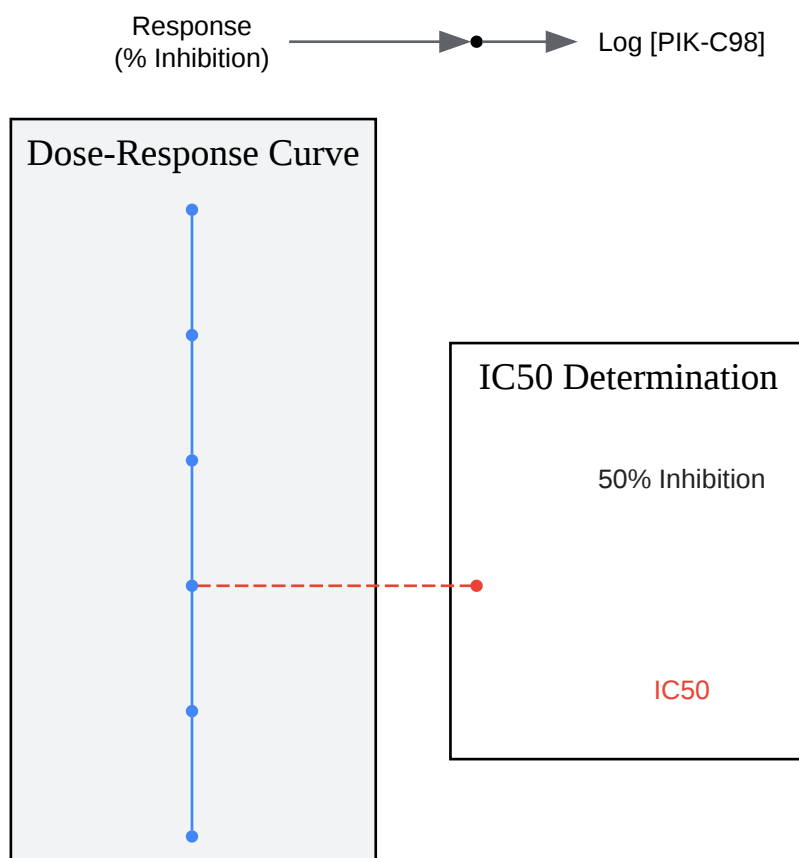 Response
(% Inhibition)
Log [PIK-C98]
Dose-Response Curve
IC50 Determination
50% Inhibition
IC50